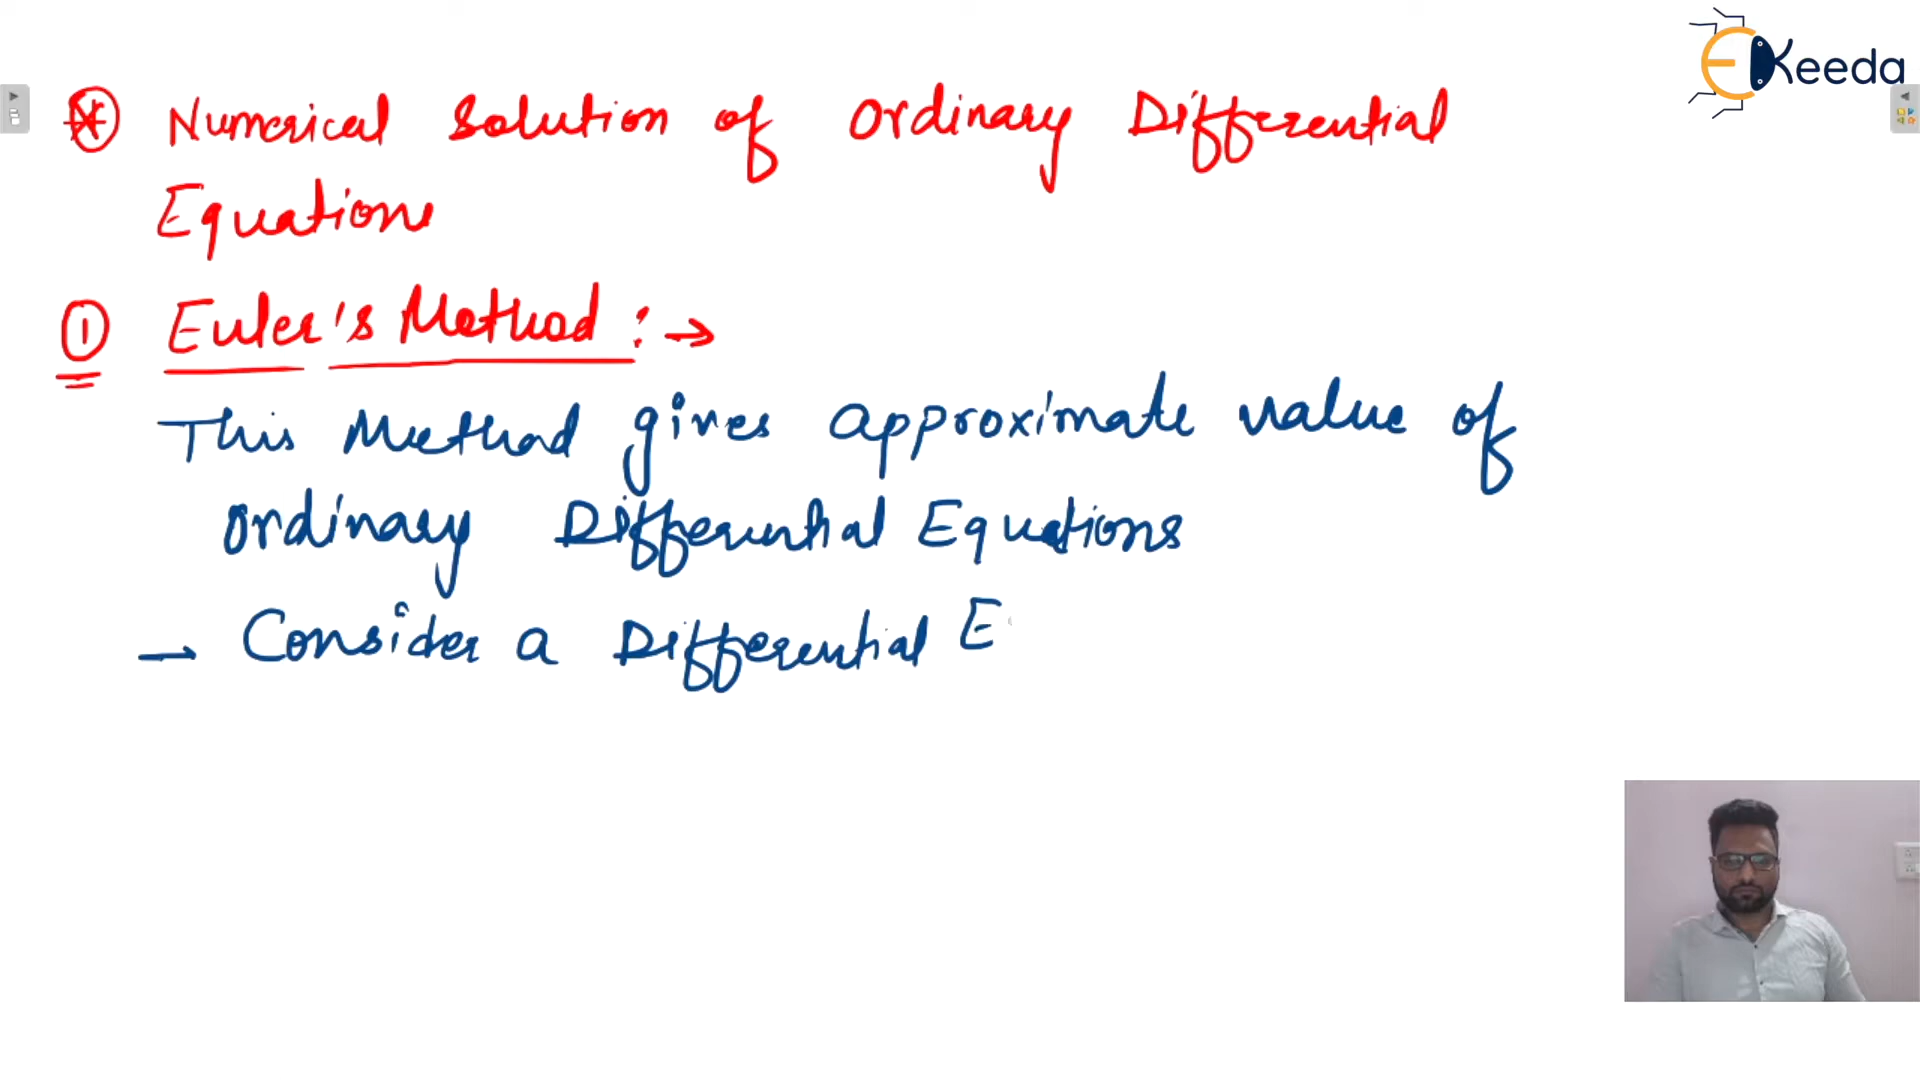 EKeeda
Numerical Solution of Ordinary Differential
Equations
1 Euler's Method :→
This Method gives approximate value of
ordinary Differential Equations
→ Consider a Differential E